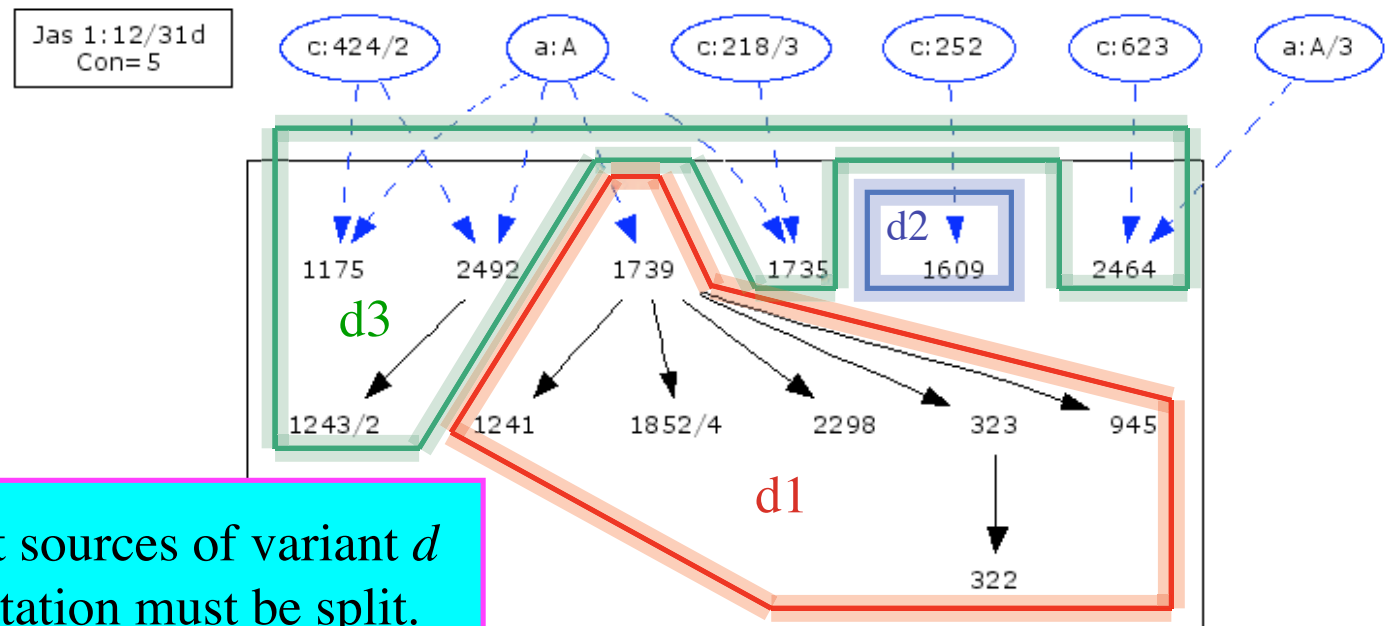 Jas 1:12/31d
Con= 5
c:424/2 a:A c:218/3 c:252 c:623 a:A/3
d2
1175 2492 1739 1735 1609 2464
d3
1243/2 1241 1852/4 2298 323 945
d1
t sources of variant d
tation must be split.
322